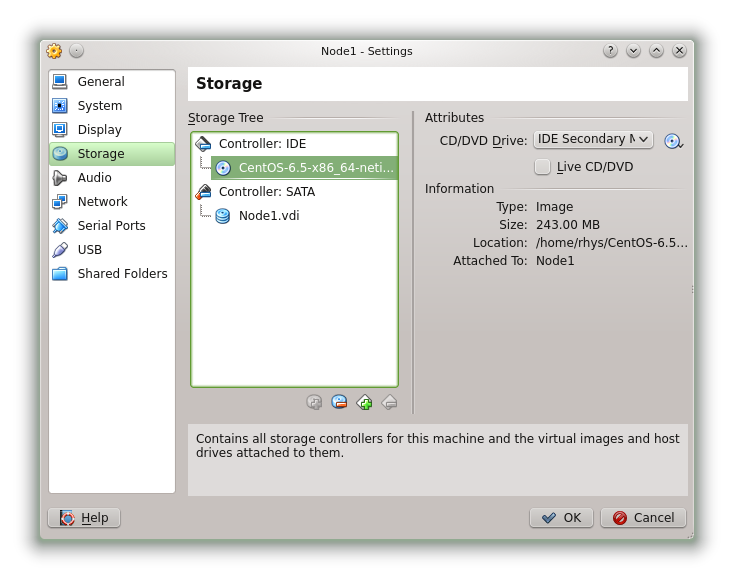 Node1 - Settings
General
System
Display
Storage
Audio
Network
Serial Ports
USB
Shared Folders
Storage
Storage Tree
Controller: IDE
CentOS-6.5-x86_64-neti...
Controller: SATA
Node1.vdi
Attributes
CD/DVD Drive: IDE Secondary M
Live CD/DVD
Information
Type: Image
Size: 243.00 MB
Location: /home/rhys/CentOS-6.5...
Attached To: Node1
Contains all storage controllers for this machine and the virtual images and host
drives attached to them.
Help
OK
Cancel